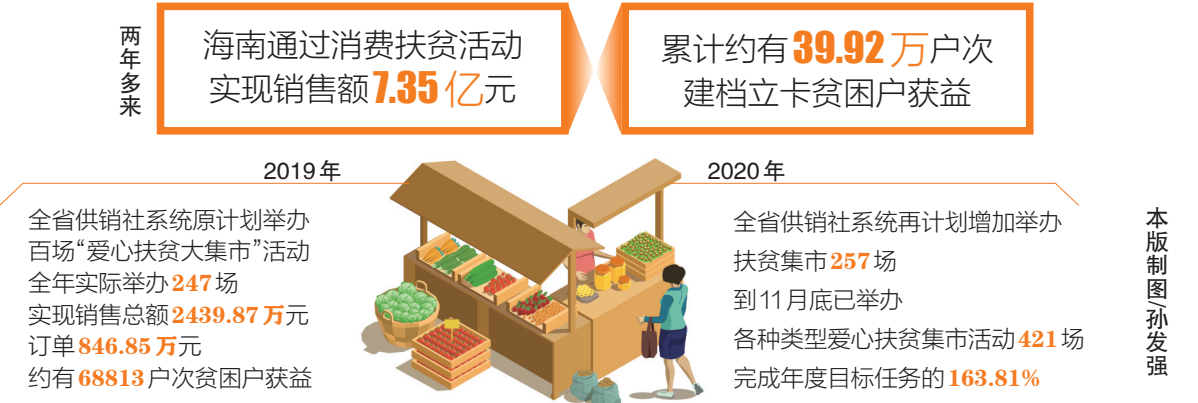 两年多来
海南通过消费扶贫活动
实现销售额7.35亿元
累计约有39.92万户次
建档立卡贫困户获益
2019年
全省供销社系统原计划举办
百场“爱心扶贫大集市”活动
全年实际举办247场
实现销售总额2439.87万元
订单846.85万元
约有68813户次贫困户获益
2020年
全省供销社系统再计划增加举办
扶贫集市257场
到11月底已举办
各种类型爱心扶贫集市活动421场
完成年度目标任务的163.81%
本版制图/孙发强